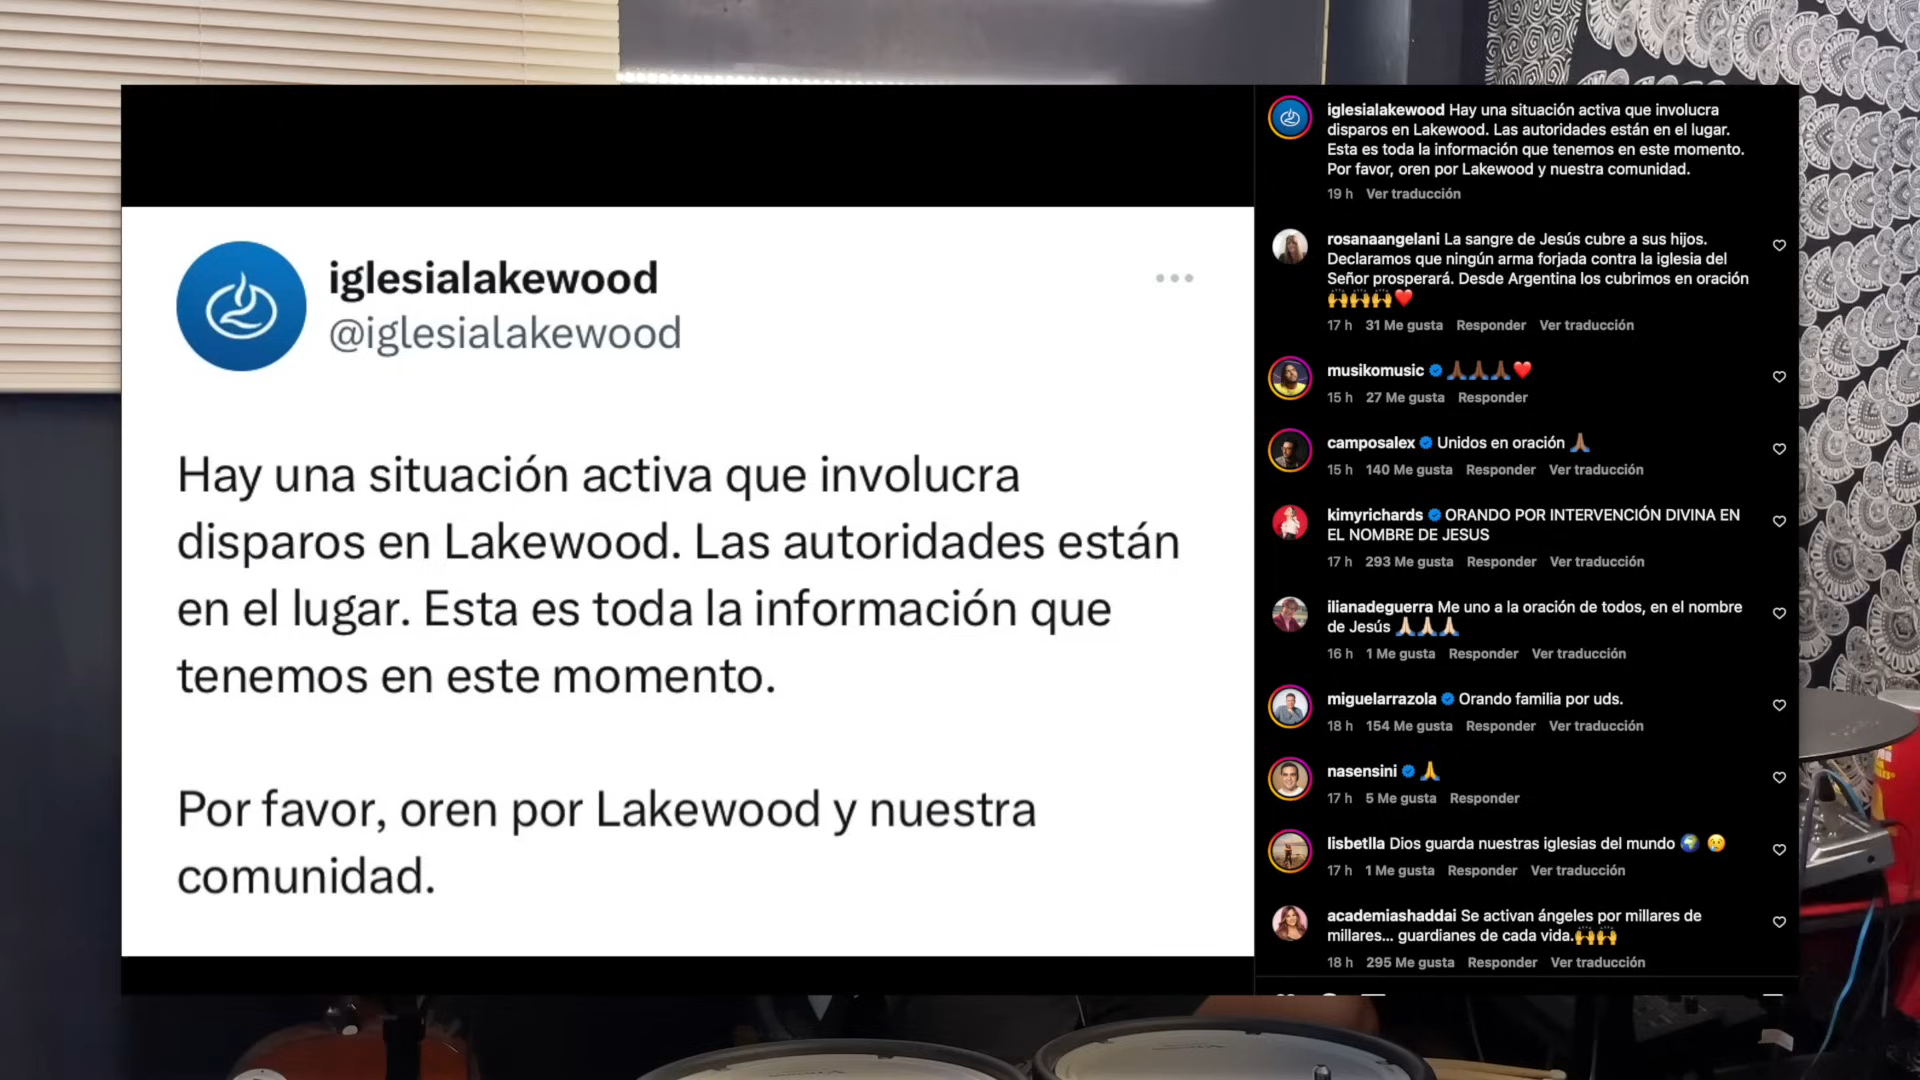 iglesialakewood
@iglesialakewood
Hay una situación activa que involucra
disparos en Lakewood. Las autoridades están
en el lugar. Esta es toda la información que
tenemos en este momento.
Por favor, oren por Lakewood y nuestra
comunidad.
iglesialakewood Hay una situación activa que involucra
disparos en Lakewood. Las autoridades están en el lugar.
Esta es toda la información que tenemos en este momento.
Por favor, oren por Lakewood y nuestra comunidad.
19 h Ver traducción
rosanaangelani La sangre de Jesús cubre a sus hijos.
Declaramos que ningún arma forjada contra la iglesia del
Señor prosperará. Desde Argentina los cubrimos en oración
🙌🙌🙌❤️
17 h 31 Me gusta Responder Ver traducción
musikomusic 🙏🏾🙏🏾🙏🏾❤️
15 h 27 Me gusta Responder
camposalex Unidos en oración 🙏🏽
15 h 140 Me gusta Responder Ver traducción
kimyrichards ORANDO POR INTERVENCIÓN DIVINA EN
EL NOMBRE DE JESUS
17 h 293 Me gusta Responder Ver traducción
ilianadeguerra Me uno a la oración de todos, en el nombre
de Jesús 🙏🏻🙏🏻🙏🏻
16 h 1 Me gusta Responder Ver traducción
miguelarrazola Orando familia por uds.
18 h 154 Me gusta Responder Ver traducción
nasensini 🙏
17 h 5 Me gusta Responder
lisbetlla Dios guarda nuestras iglesias del mundo 🌍 😢
17 h 1 Me gusta Responder Ver traducción
academiashaddai Se activan ángeles por millares de
millares... guardianes de cada vida.🙌🙌
18 h 295 Me gusta Responder Ver traducción